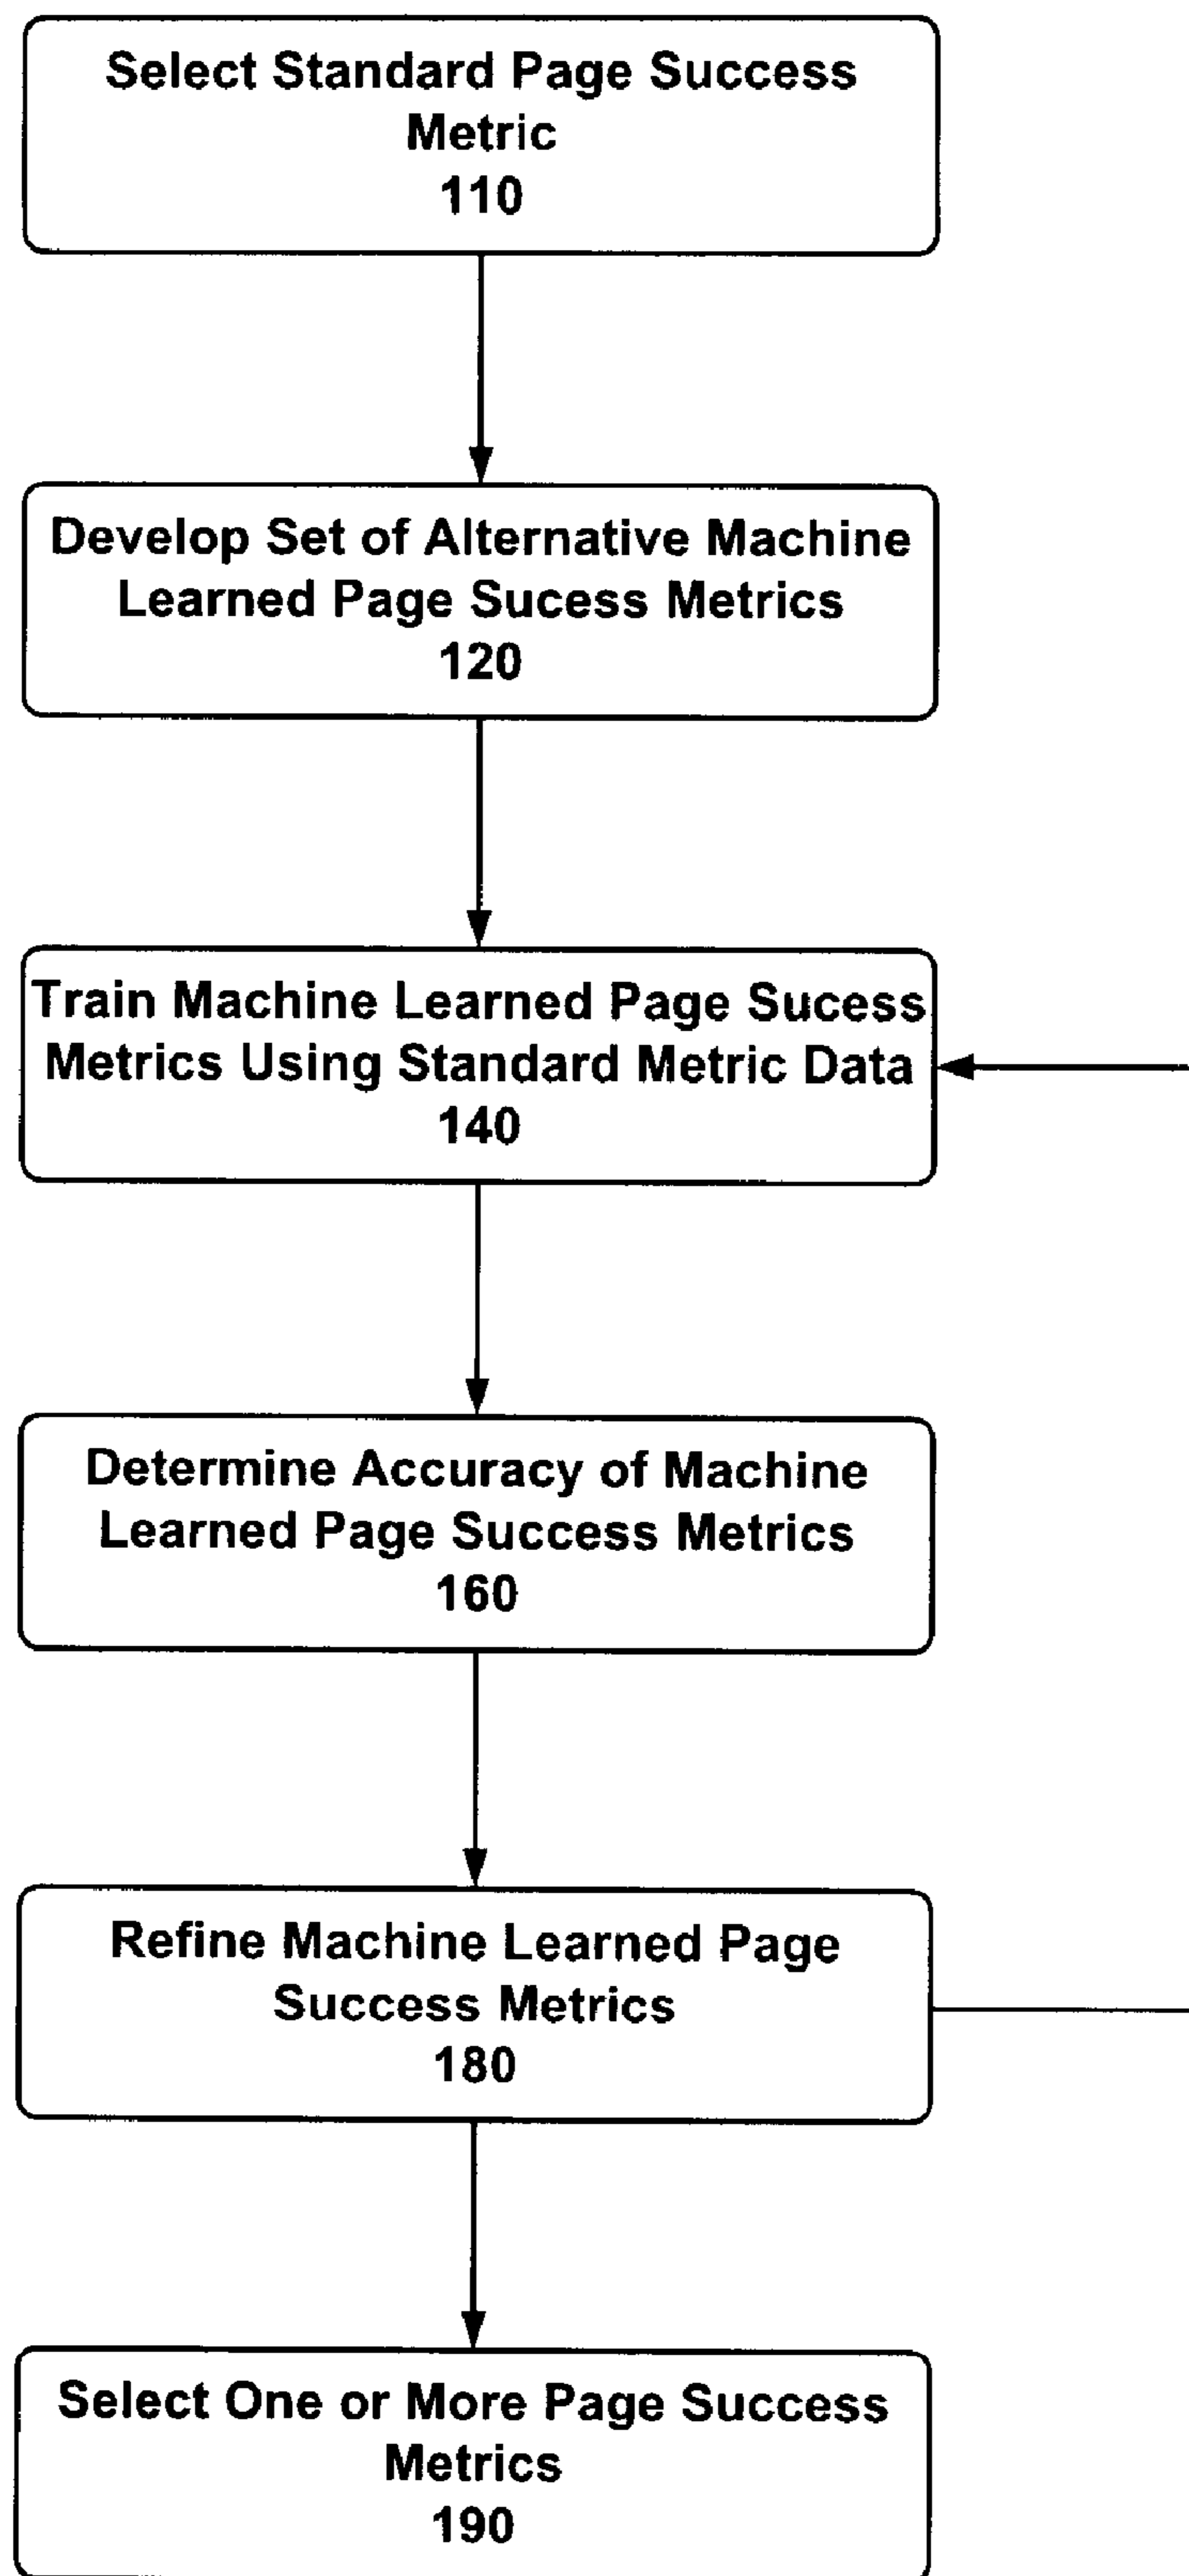 Select Standard Page Success
Metric
110
Develop Set of Alternative Machine
Learned Page Sucess Metrics
120
Train Machine Learned Page Sucess
Metrics Using Standard Metric Data
140
Determine Accuracy of Machine
Learned Page Success Metrics
160
Refine Machine Learned Page
Success Metrics
180
Select One or More Page Success
Metrics
190